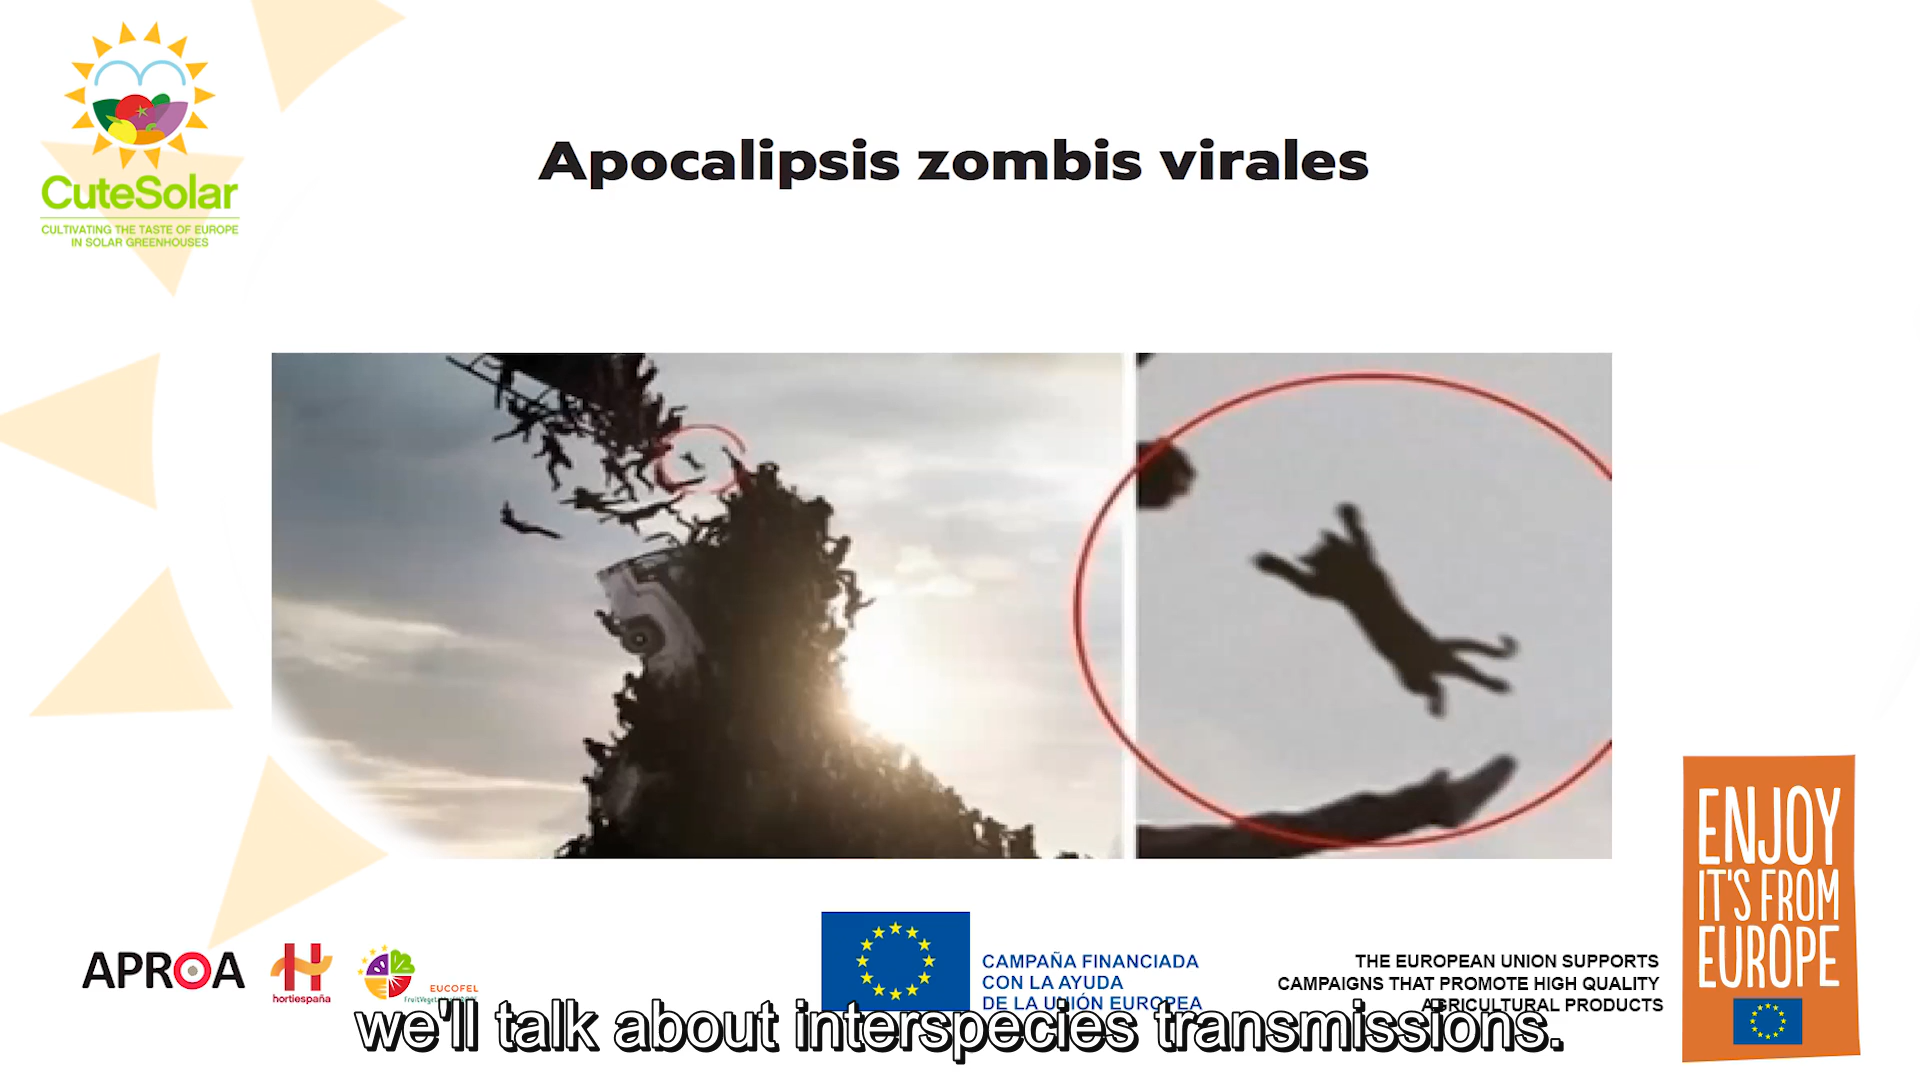 CuteSolar
CULTIVATING THE TASTE OF EUROPE
IN SOLAR GREENHOUSES
Apocalipsis zombis virales
APROA
hortiespaña
EUCOFEL
CAMPAÑA FINANCIADA
CON LA AYUDA
DE LA UNIÓN EUROPEA
THE EUROPEAN UNION SUPPORTS
CAMPAIGNS THAT PROMOTE HIGH QUALITY
AGRICULTURAL PRODUCTS
ENJOY
IT'S FROM
EUROPE
we'll talk about interspecies transmissions.